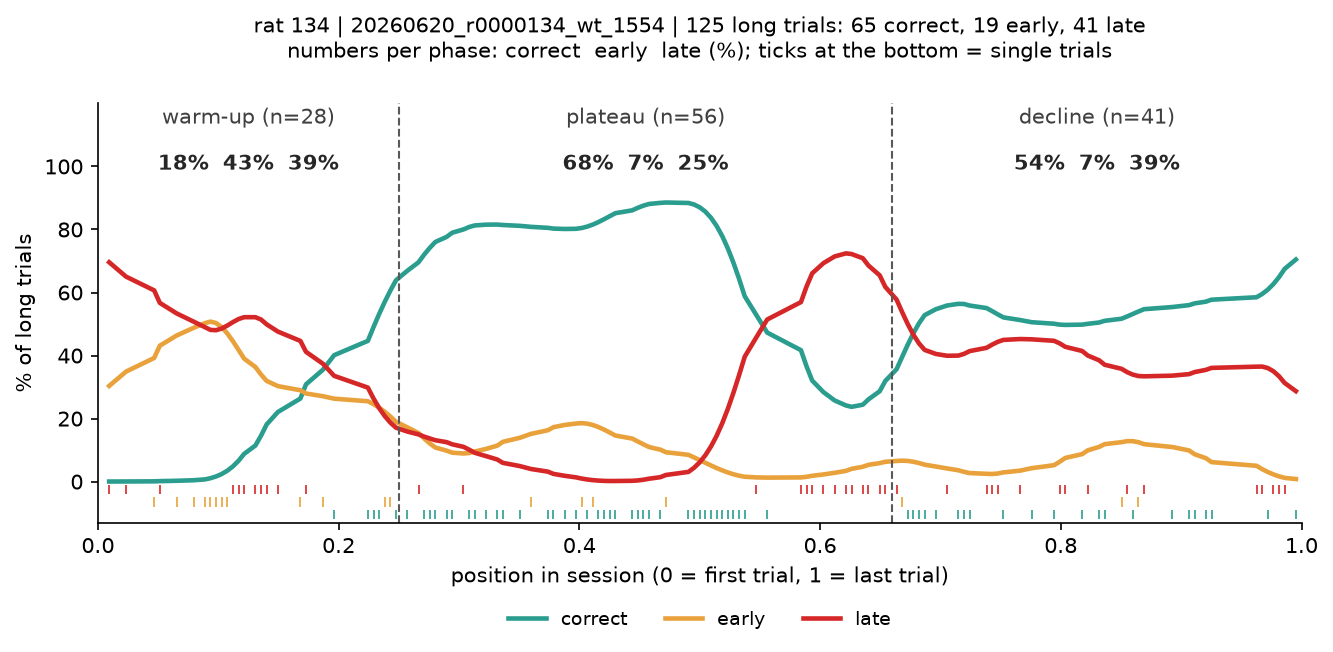 rat 134 | 20260620_r0000134_wt_1554 | 125 long trials: 65 correct, 19 early, 41 late
numbers per phase: correct  early  late (%); ticks at the bottom = single trials
warm-up (n=28)
plateau (n=56)
decline (n=41)
18%  43%  39%
68%  7%  25%
54%  7%  39%
% of long trials
100
80
60
40
20
0
0.0
0.2
0.4
0.6
0.8
1.0
position in session (0 = first trial, 1 = last trial)
correct
early
late